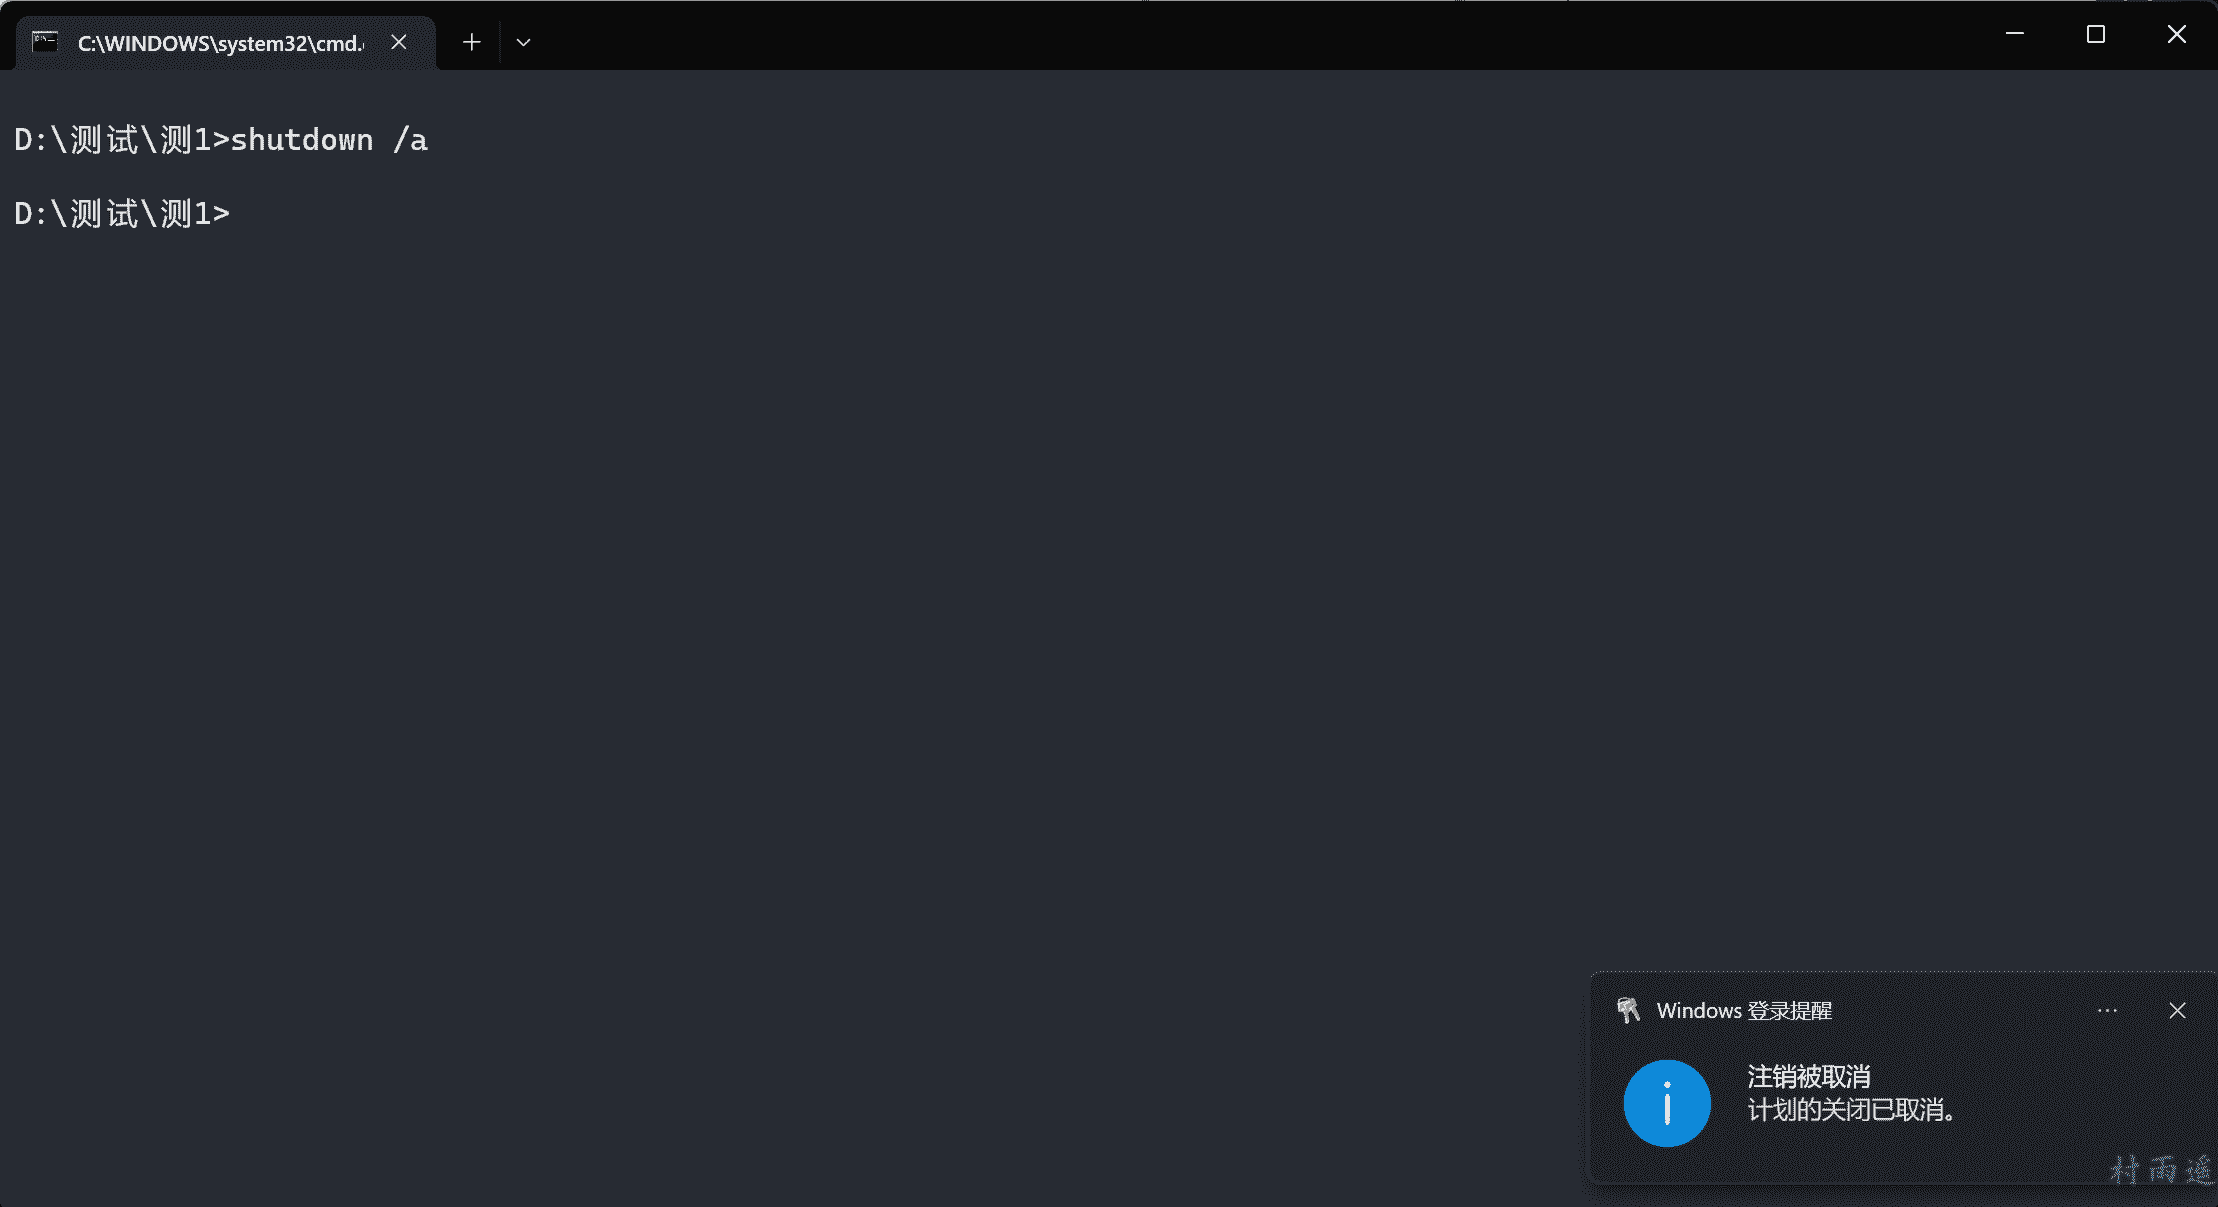 C:\WINDOWS\system32\cmd.
D:\测试\测1>shutdown /a
D:\测试\测1>
Windows 登录提醒
注销被取消
计划的关闭已取消。
村雨遥